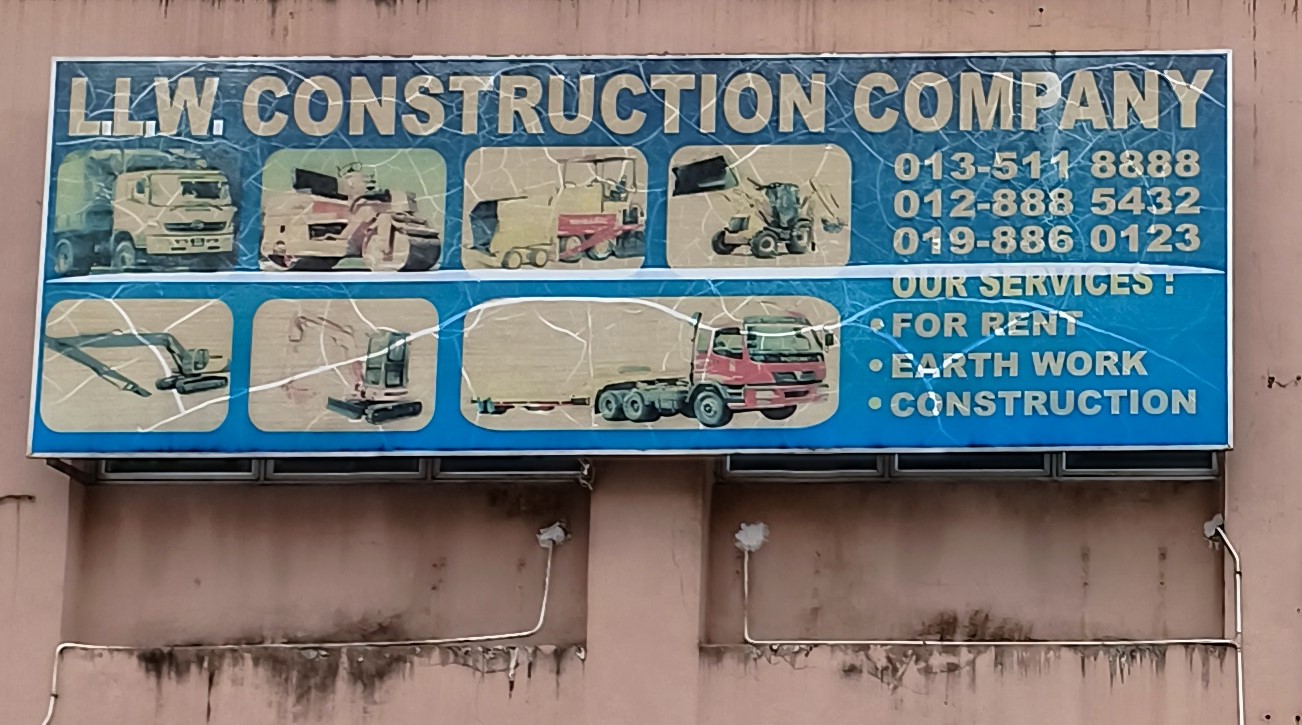 L.L.W. CONSTRUCTION COMPANY
013-511 8888
012-888 5432
019-886 0123
OUR SERVICES :
• FOR RENT
• EARTH WORK
• CONSTRUCTION